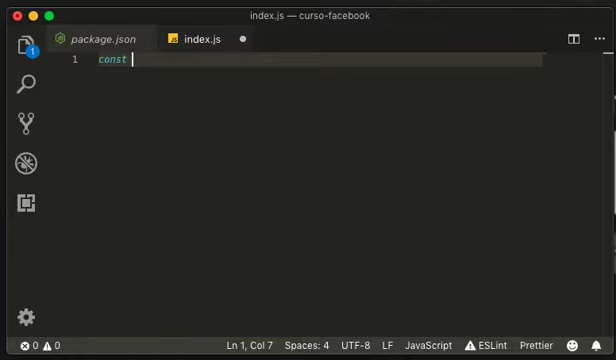 index.js — curso-facebook
package.json
JS index.js
1
1 const
0 0 Ln 1, Col 7 Spaces: 4 UTF-8 LF JavaScript ESLint Prettier